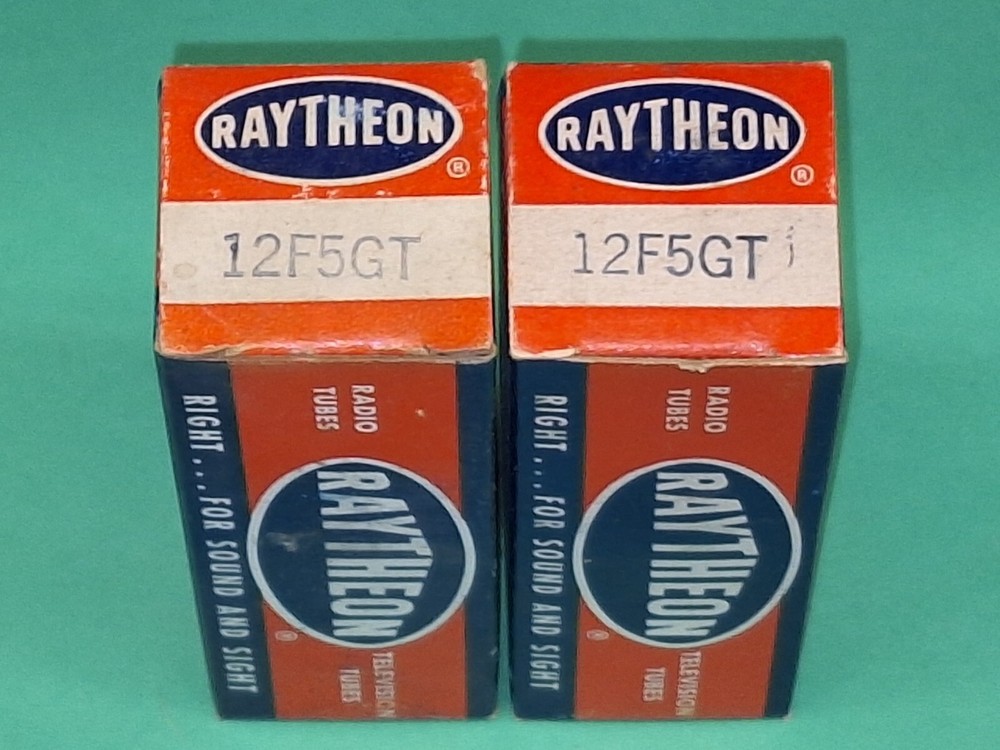 RAYTHEON
®
12F5GT
RADIO
TUBES
RAYTHEON
®
TELEVISION
TUBES
RIGHT...FOR SOUND AND SIGHT
RAYTHEON
®
12F5GT
RADIO
TUBES
RAYTHEON
®
TELEVISION
TUBES
RIGHT...FOR SOUND AND SIGHT